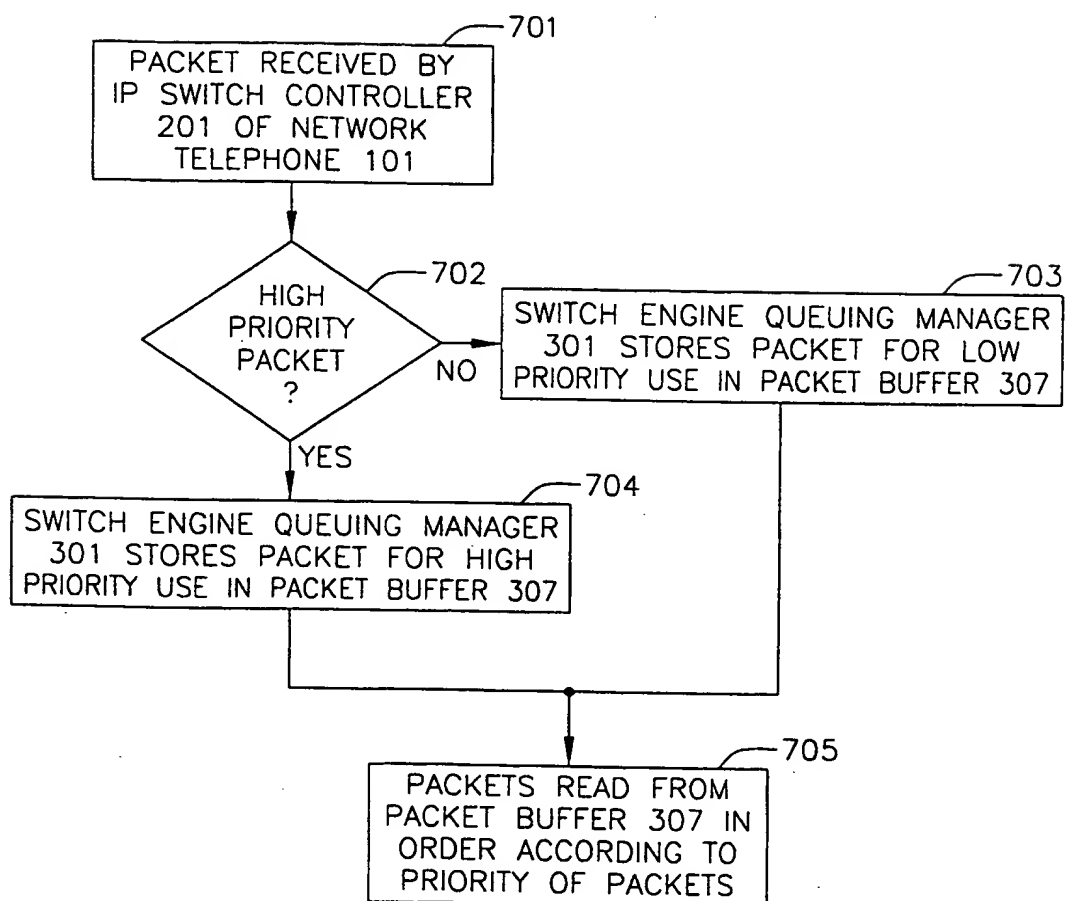 701
PACKET RECEIVED BY
IP SWITCH CONTROLLER
201 OF NETWORK
TELEPHONE 101
702
HIGH
PRIORITY
PACKET
?
NO
YES
703
SWITCH ENGINE QUEUING MANAGER
301 STORES PACKET FOR LOW
PRIORITY USE IN PACKET BUFFER 307
704
SWITCH ENGINE QUEUING MANAGER
301 STORES PACKET FOR HIGH
PRIORITY USE IN PACKET BUFFER 307
705
PACKETS READ FROM
PACKET BUFFER 307 IN
ORDER ACCORDING TO
PRIORITY OF PACKETS